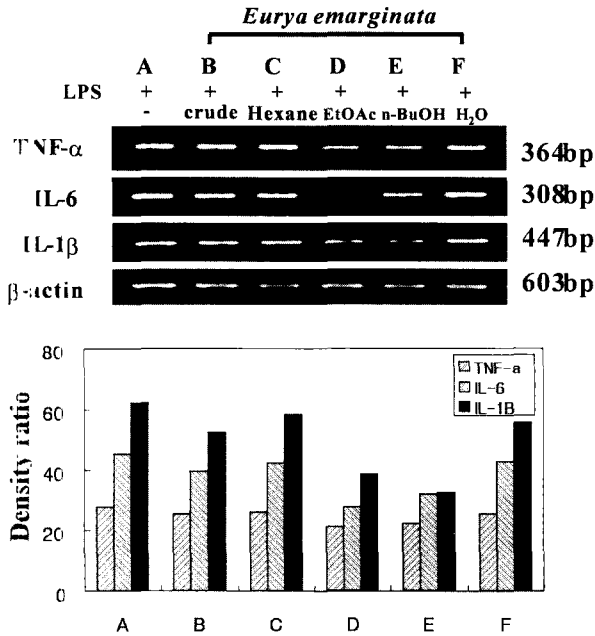 Eurya emarginata
A B C D E F
LPS + + + + + +
- crude Hexane EtOAc n-BuOH H₂O
TNF-α 364bp
IL-6 308bp
IL-1β 447bp
β-actin 603bp
80
60
40
20
0
Density ratio
TNF-a
IL-6
IL-1B
A B C D E F